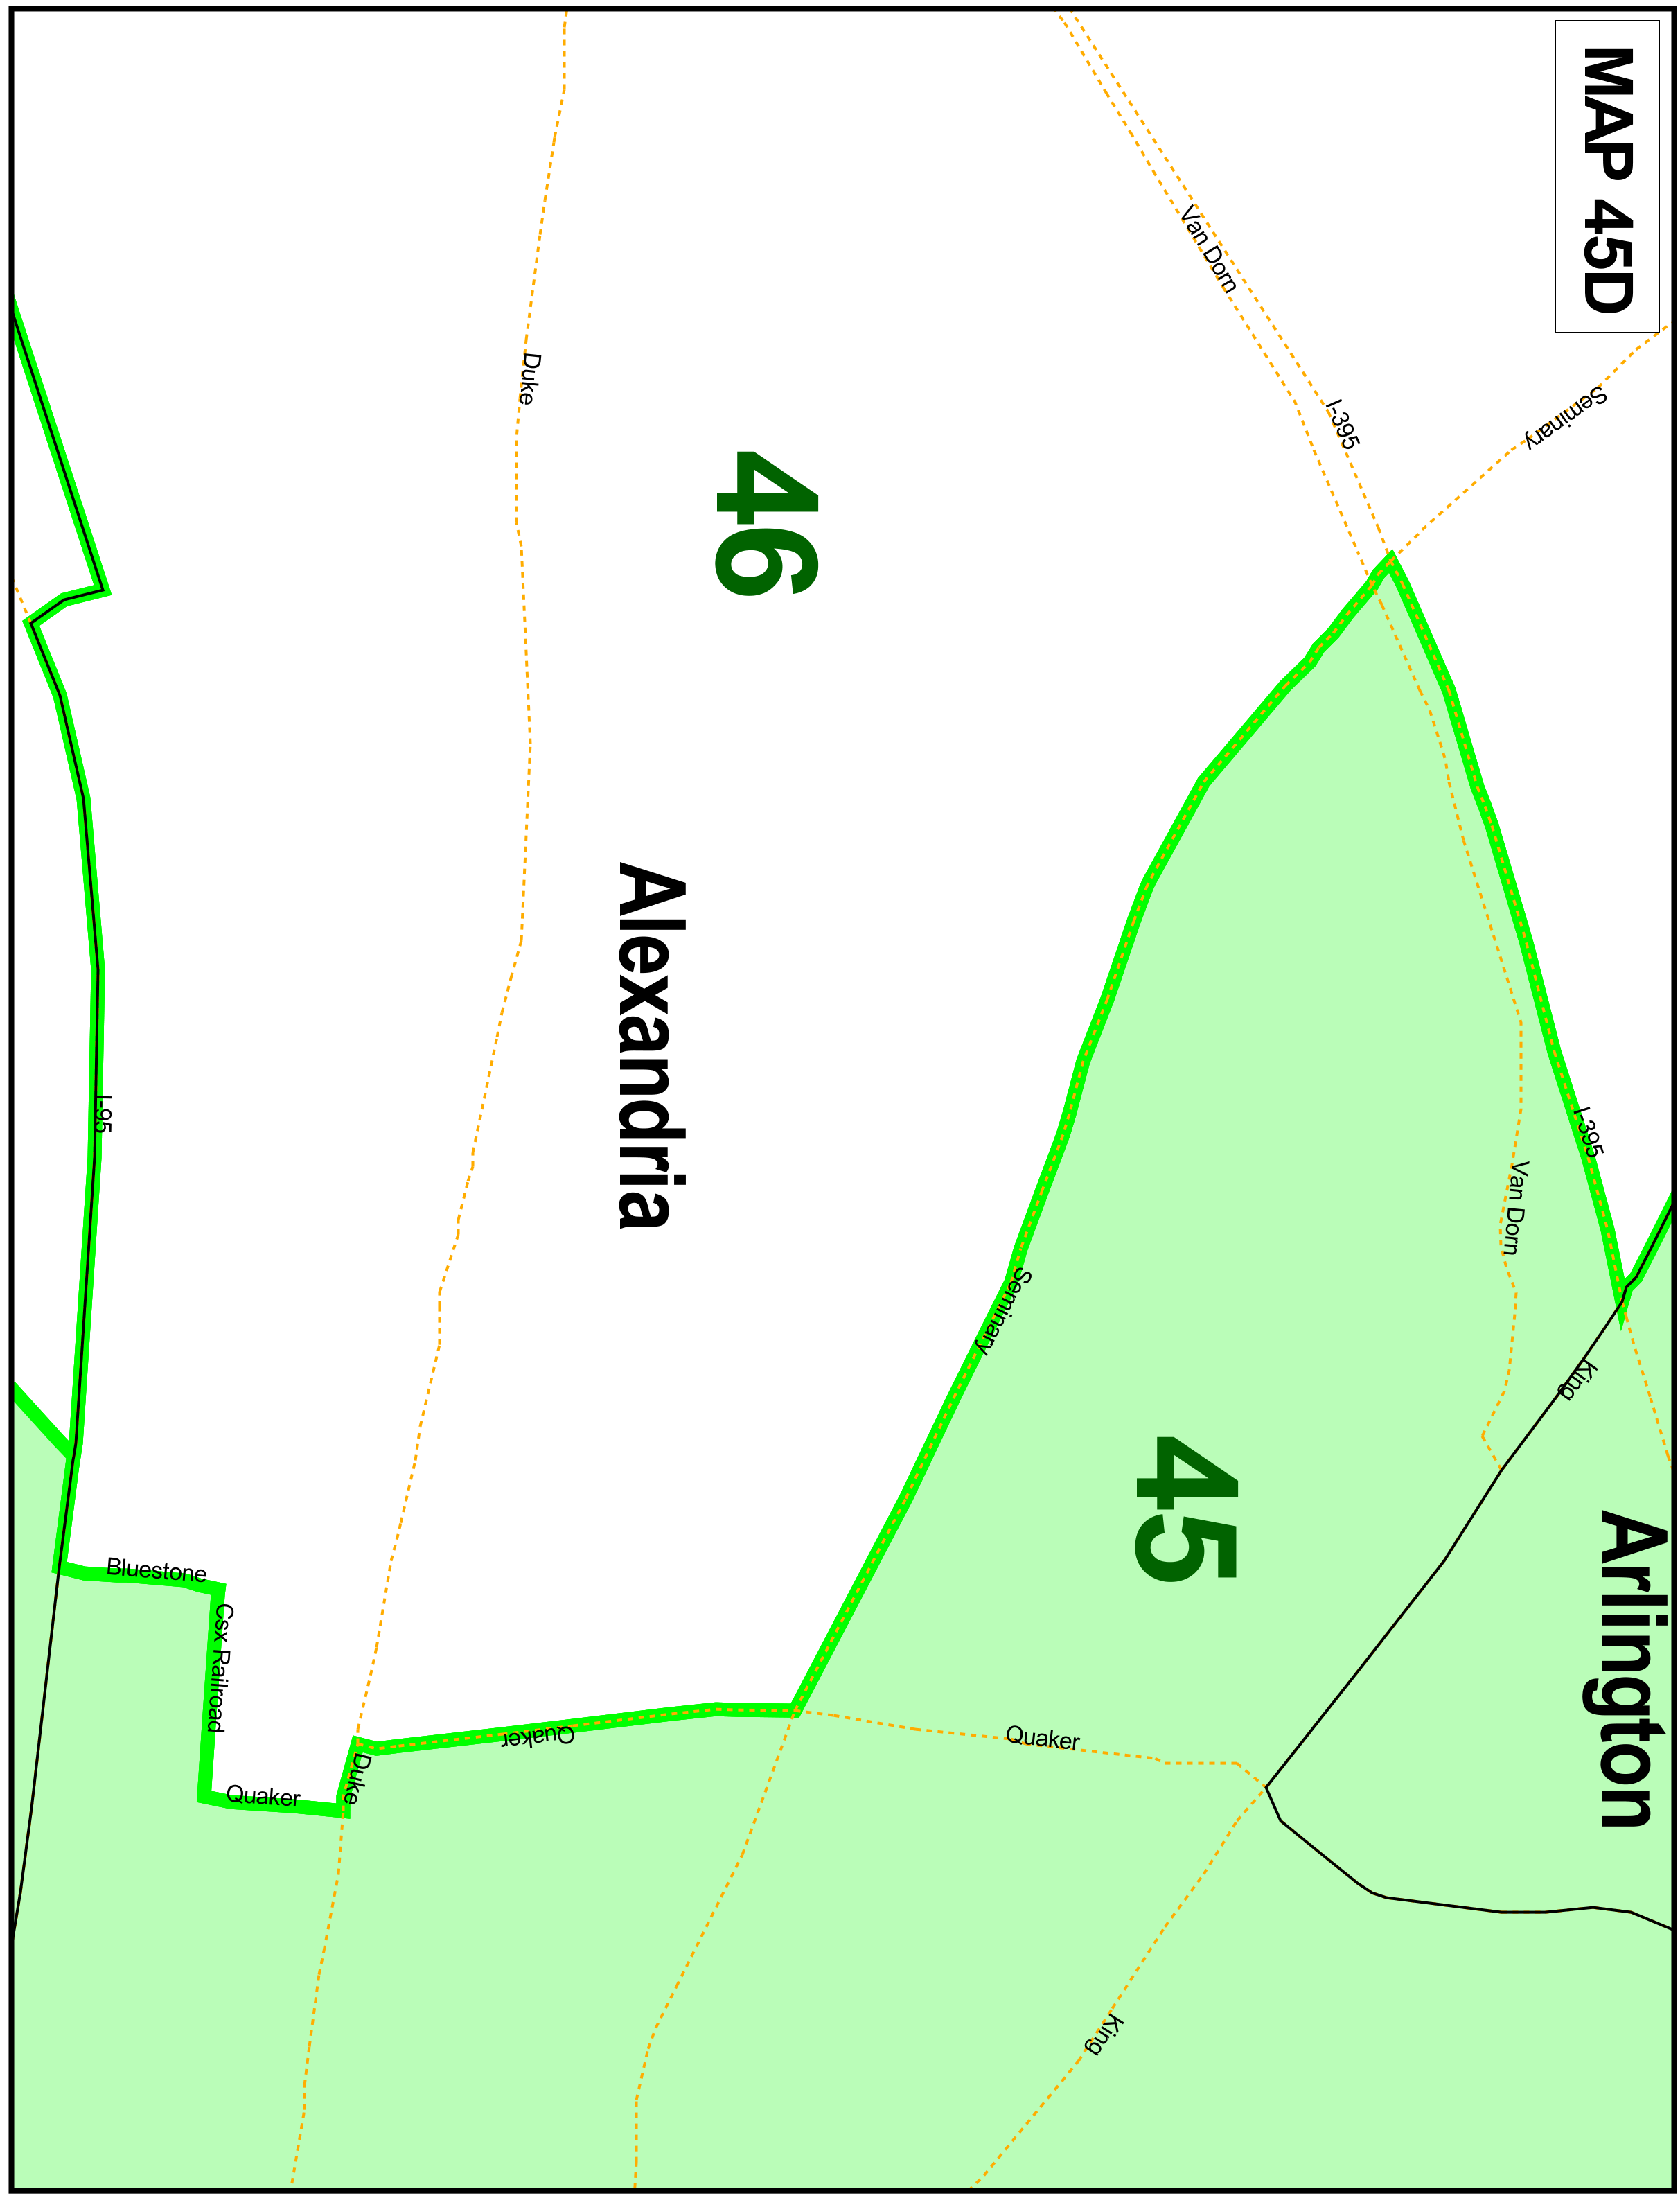 MAP 45D
Seminary
I-395
Van Dorn
I-395
Van Dorn
King
Arlington
46
45
Duke
Alexandria
Seminary
Quaker
King
Quaker
Duke
I-95
Bluestone
Csx Railroad
Quaker